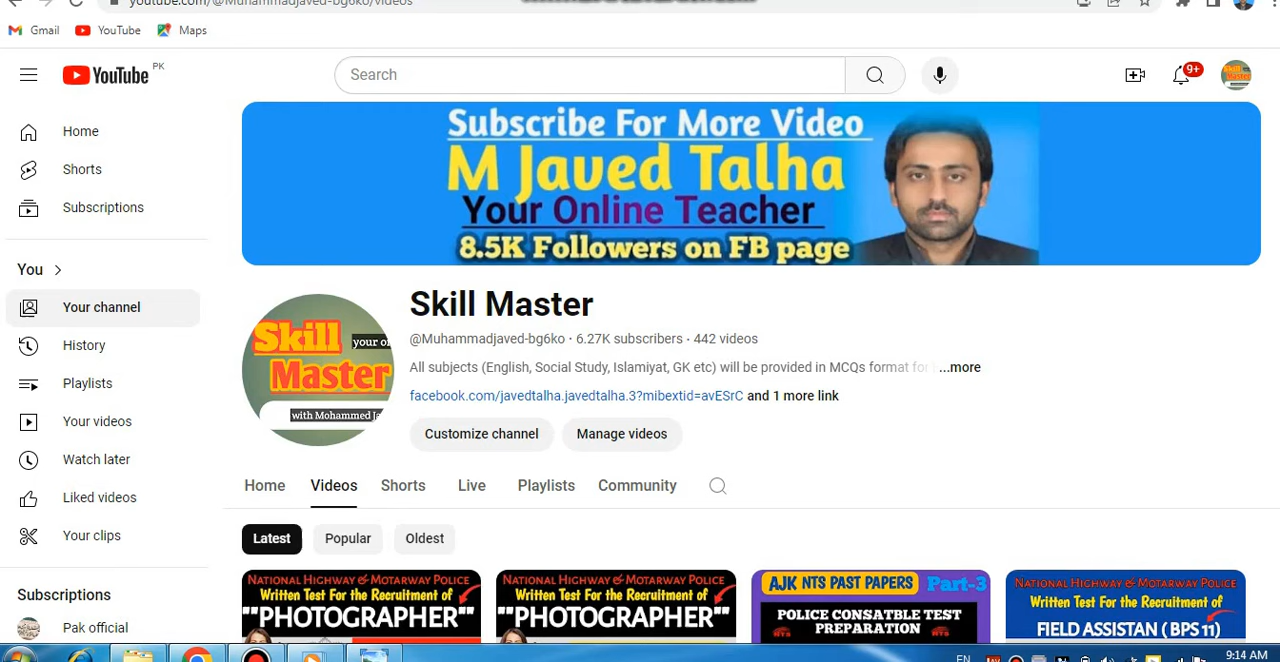 youtube.com/@Muhammadjaved-bg6ko/videos
Gmail
YouTube
Maps
YouTube PK
Search
9+
Skill Master
Home
Shorts
Subscriptions
You
Your channel
History
Playlists
Your videos
Watch later
Liked videos
Your clips
Subscriptions
Pak official
Subscribe For More Video
M Javed Talha
Your Online Teacher
8.5K Followers on FB page
Skill
your
Master
with Mohammed
Skill Master
@Muhammadjaved-bg6ko · 6.27K subscribers · 442 videos
All subjects (English, Social Study, Islamiyat, GK etc) will be provided in MCQs format for ...more
facebook.com/javedtalha.javedtalha.3?mibextid=avESrC and 1 more link
Customize channel
Manage videos
Home
Videos
Shorts
Live
Playlists
Community
Latest
Popular
Oldest
NATIONAL HIGHWAY & MOTARWAY POLICE
Written Test For the Recruitment of
"PHOTOGRAPHER"
NATIONAL HIGHWAY & MOTARWAY POLICE
Written Test For the Recruitment of
"PHOTOGRAPHER"
AJK NTS PAST PAPERS Part-3
POLICE CONSATBLE TEST
PREPARATION
NTS
NTS
NATIONAL HIGHWAY & MOTARWAY POLICE
Written Test For the Recruitment of
FIELD ASSISTAN ( BPS 11)
EN
9:14 AM